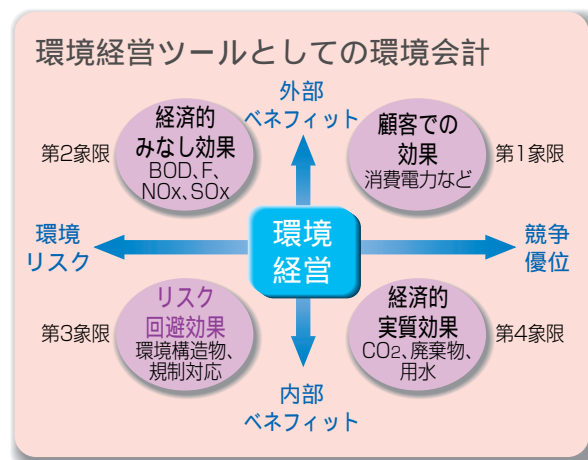 環境経営ツールとしての環境会計
外部
ベネフィット
第2象限
経済的
みなし効果
BOD、F、
NOx、SOx
顧客での
効果
消費電力など
第1象限
環境
リスク
環境
経営
競争
優位
第3象限
リスク
回避効果
環境構造物、
規制対応
経済的
実質効果
CO₂、廃棄物、
用水
第4象限
内部
ベネフィット